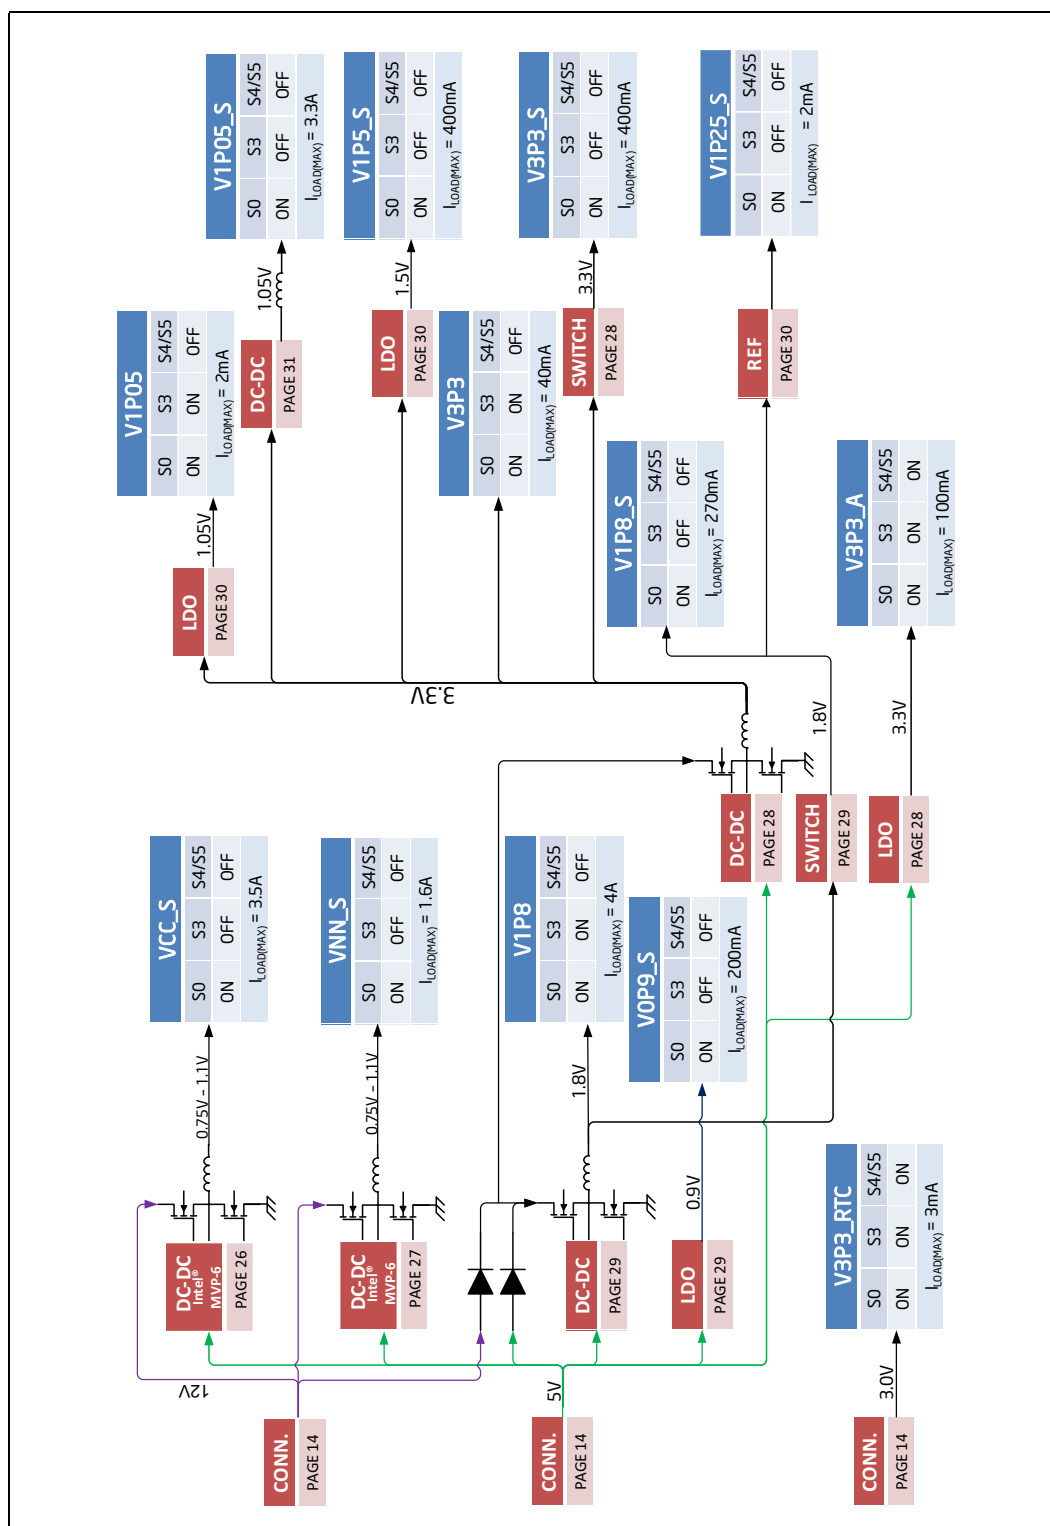 CONN.
PAGE 14
12V
DC-DC
Intel®
MVP-6
PAGE 26
0.75V – 1.1V
VCC_S
S0 S3 S4/S5
ON OFF OFF
ILOAD(MAX) = 3.5A
DC-DC
Intel®
MVP-6
PAGE 27
0.75V – 1.1V
VNN_S
S0 S3 S4/S5
ON OFF OFF
ILOAD(MAX) = 1.6A
CONN.
PAGE 14
5V
DC-DC
PAGE 29
1.8V
V1P8
S0 S3 S4/S5
ON ON OFF
ILOAD(MAX) = 4A
LDO
PAGE 29
0.9V
V0P9_S
S0 S3 S4/S5
ON OFF OFF
ILOAD(MAX) = 200mA
CONN.
PAGE 14
3.0V
V3P3_RTC
S0 S3 S4/S5
ON ON ON
ILOAD(MAX) = 3mA
DC-DC
PAGE 28
3.3V
SWITCH
PAGE 29
1.8V
LDO
PAGE 28
3.3V
LDO
PAGE30
1.05V
V1P05
S0 S3 S4/S5
ON ON OFF
ILOAD(MAX) = 2mA
DC-DC
PAGE 31
1.05V
V1P05_S
S0 S3 S4/S5
ON OFF OFF
ILOAD(MAX) = 3.3A
LDO
PAGE 30
1.5V
V1P5_S
S0 S3 S4/S5
ON OFF OFF
ILOAD(MAX) = 400mA
V3P3
S0 S3 S4/S5
ON ON OFF
ILOAD(MAX) = 40mA
SWITCH
PAGE 28
3.3V
V3P3_S
S0 S3 S4/S5
ON OFF OFF
ILOAD(MAX) = 400mA
V1P8_S
S0 S3 S4/S5
ON OFF OFF
ILOAD(MAX) = 270mA
REF
PAGE 30
V1P25_S
S0 S3 S4/S5
ON OFF OFF
ILOAD(MAX) = 2mA
V3P3_A
S0 S3 S4/S5
ON ON ON
ILOAD(MAX) = 100mA